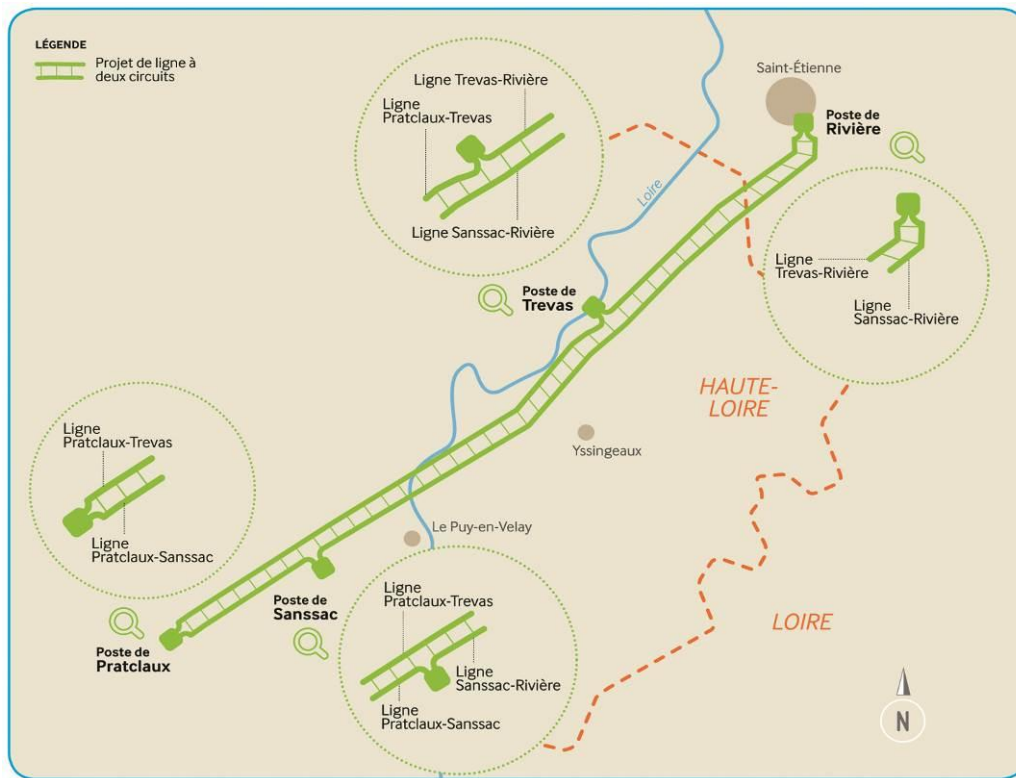 LÉGENDE
Projet de ligne à
deux circuits
Ligne Trevas-Rivière
Ligne
Pratclaux-Trevas
Ligne Sanssac-Rivière
Saint-Étienne
Poste de
Rivière
Loire
Ligne
Trevas-Rivière
Ligne
Sanssac-Rivière
Poste de
Trevas
HAUTE-
LOIRE
Yssingeaux
Ligne
Pratclaux-Trevas
Ligne
Pratclaux-Sanssac
Le Puy-en-Velay
Poste de
Sanssac
Poste de
Pratclaux
Ligne
Pratclaux-Trevas
Ligne
Sanssac-Rivière
Ligne
Pratclaux-Sanssac
LOIRE
N